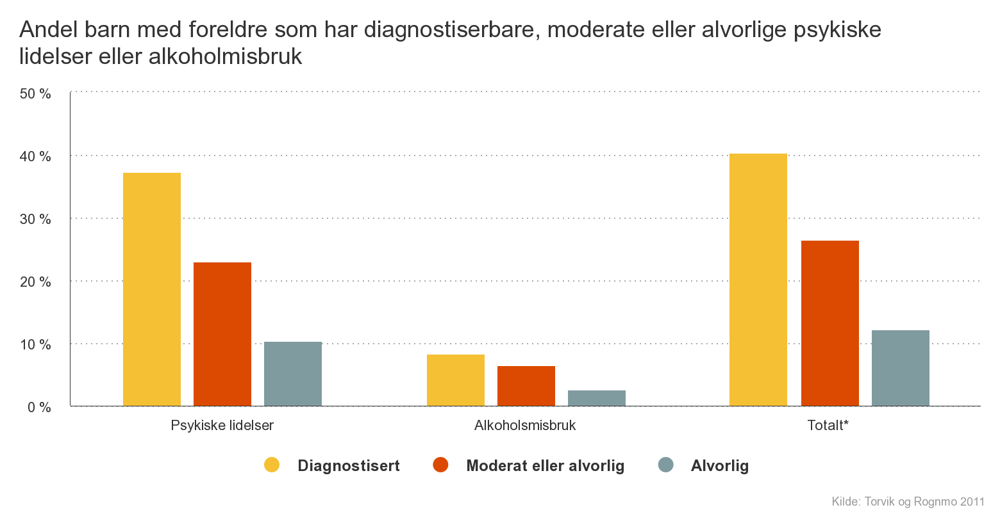 Andel barn med foreldre som har diagnostiserbare, moderate eller alvorlige psykiske
lidelser eller alkoholmisbruk
50 %
40 %
30 %
20 %
10 %
0 %
Psykiske lidelser
Alkoholsmisbruk
Totalt*
Diagnostisert
Moderat eller alvorlig
Alvorlig
Kilde: Torvik og Rognmo 2011